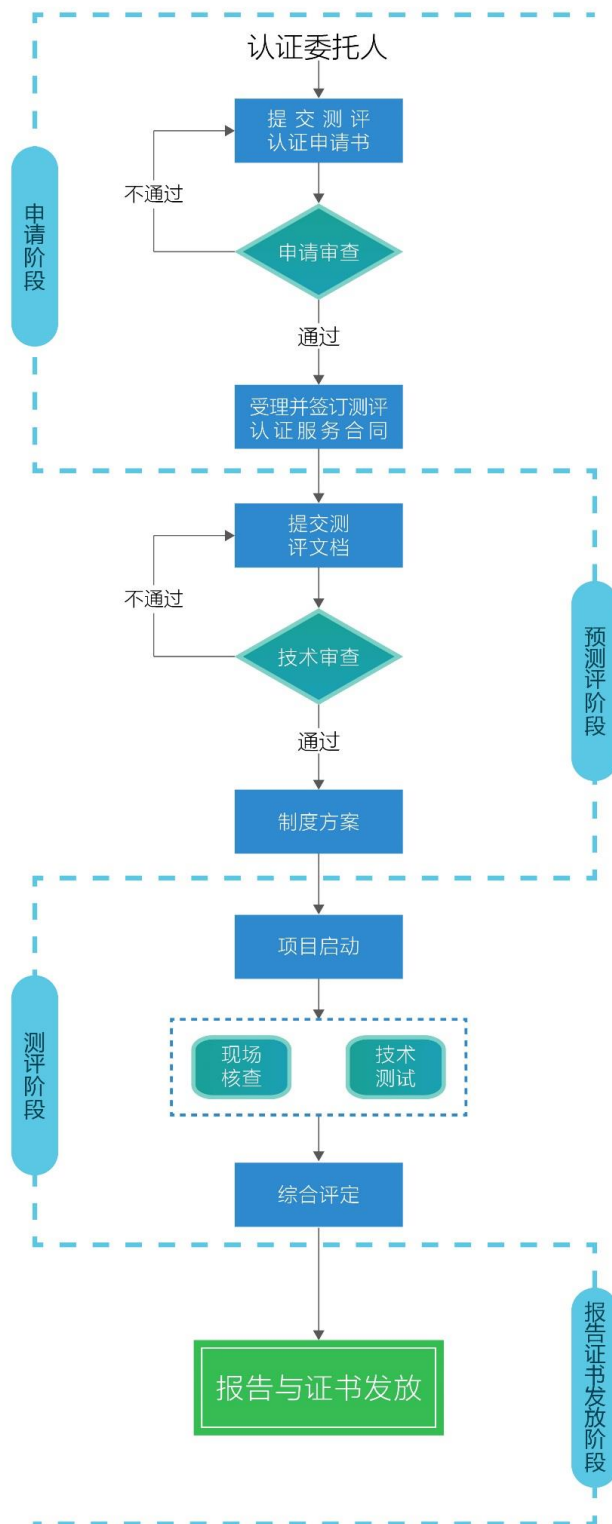 认证委托人
提交测评
认证申请书
不通过
申请审查
申请阶段
通过
受理并签订测评
认证服务合同
提交测
评文档
不通过
技术审查
预测评阶段
通过
制度方案
项目启动
现场
核查
技术
测试
测评阶段
综合评定
报告与证书发放
报告证书发放阶段